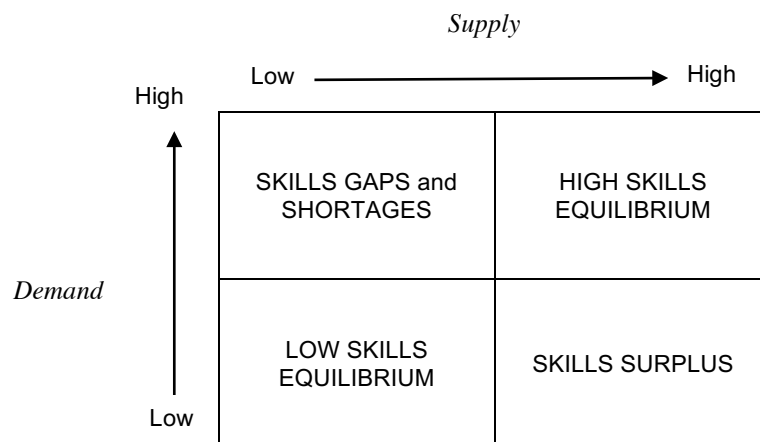 Supply
Low
High
High
SKILLS GAPS and
SHORTAGES
HIGH SKILLS
EQUILIBRIUM
Demand
LOW SKILLS
EQUILIBRIUM
SKILLS SURPLUS
Low